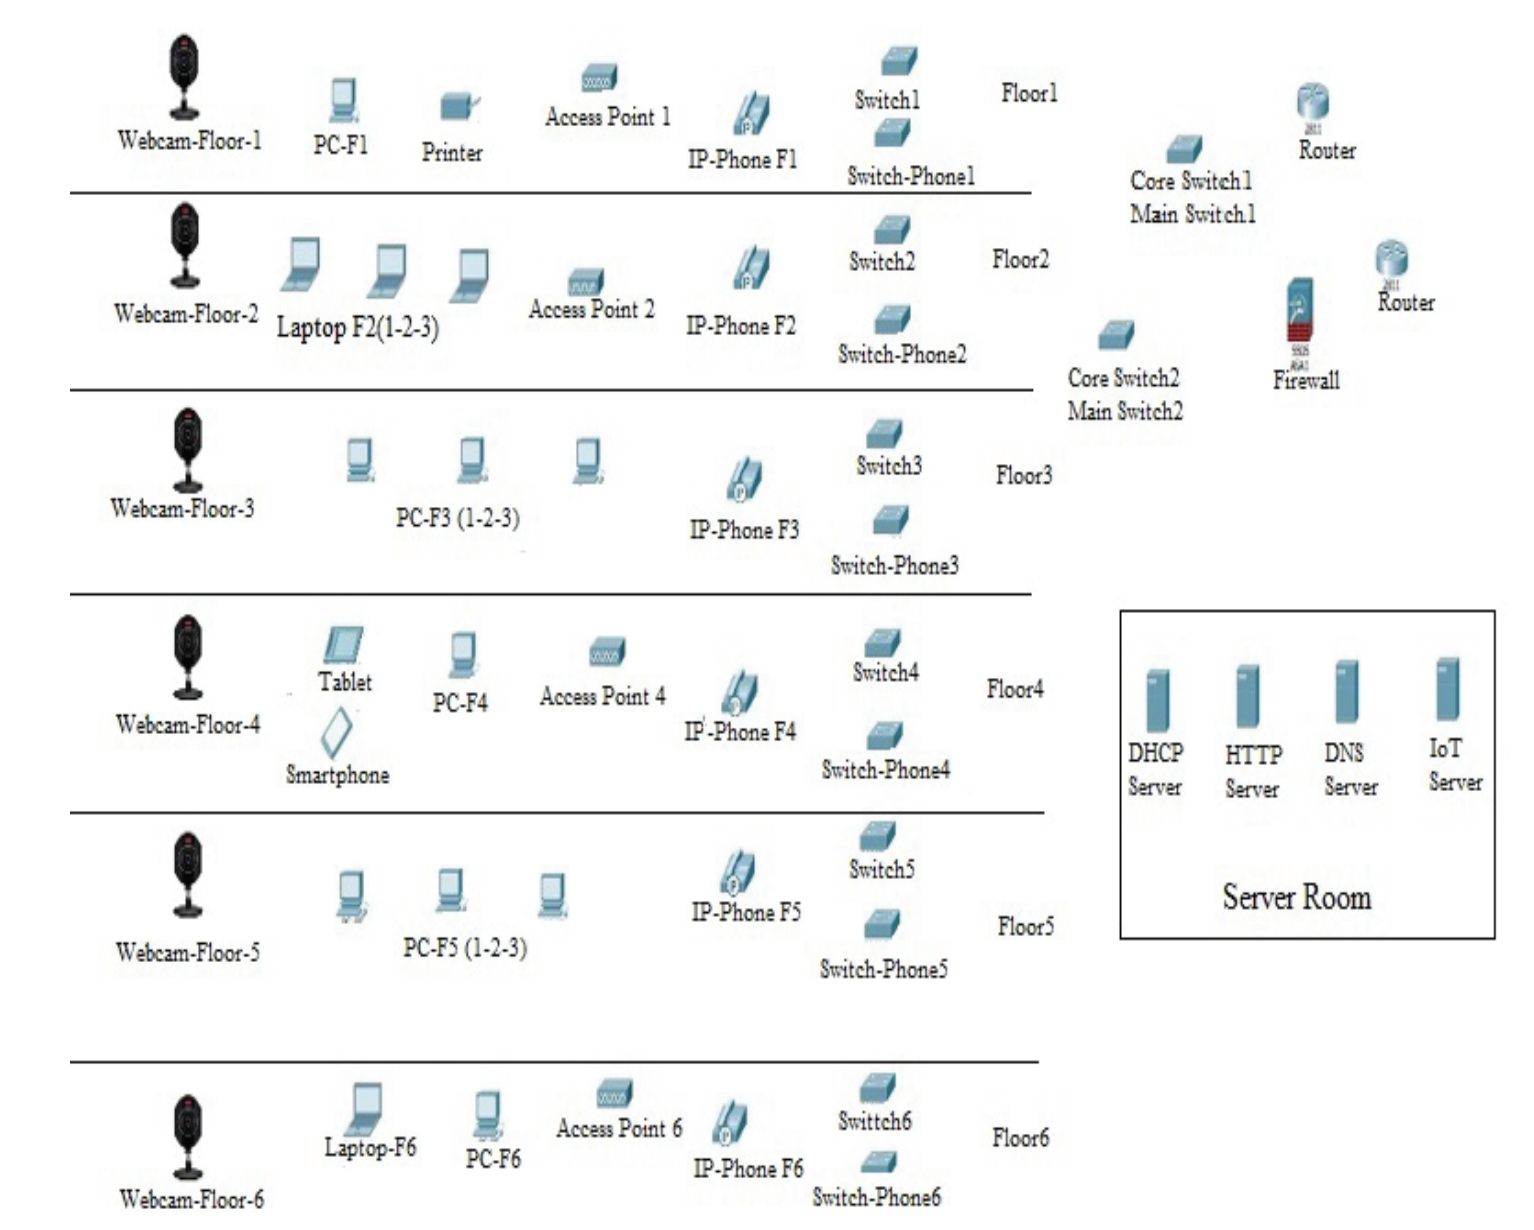 Webcam-Floor-1
PC-F1
Printer
Access Point 1
IP-Phone F1
Switch1
Switch-Phone1
Floor1
Core Switch1
Main Switch1
2811
Router
Webcam-Floor-2
Laptop F2(1-2-3)
Access Point 2
IP-Phone F2
Switch2
Switch-Phone2
Floor2
Core Switch2
Main Switch2
Firewall
2811
Router
Webcam-Floor-3
PC-F3 (1-2-3)
IP-Phone F3
Switch3
Switch-Phone3
Floor3
Webcam-Floor-4
Tablet
Smartphone
PC-F4
Access Point 4
IP-Phone F4
Switch4
Switch-Phone4
Floor4
DHCP
Server
HTTP
Server
DNS
Server
IoT
Server
Server Room
Webcam-Floor-5
PC-F5 (1-2-3)
IP-Phone F5
Switch5
Switch-Phone5
Floor5
Webcam-Floor-6
Laptop-F6
PC-F6
Access Point 6
IP-Phone F6
Swittch6
Switch-Phone6
Floor6